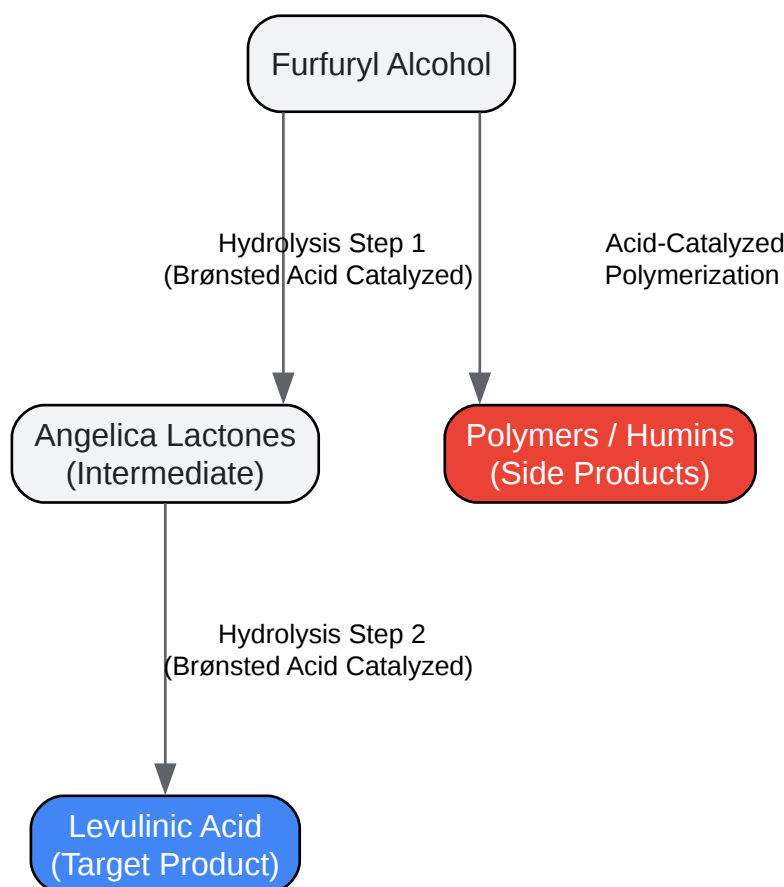 Furfuryl Alcohol
Hydrolysis Step 1
(Brønsted Acid Catalyzed)
Acid-Catalyzed
Polymerization
Angelica Lactones
(Intermediate)
Polymers / Humins
(Side Products)
Hydrolysis Step 2
(Brønsted Acid Catalyzed)
Levulinic Acid
(Target Product)